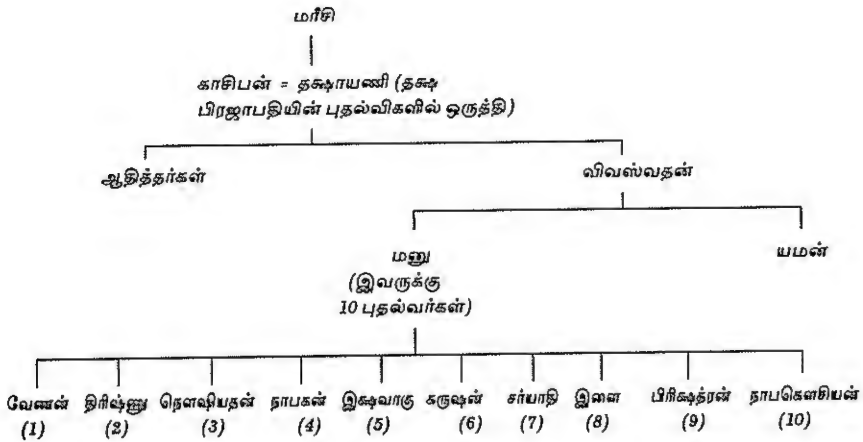 மரீசி
காசிபன் = தக்ஷாயணி (தக்ஷ
பிரஜாபதியின் புதல்விகளில் ஒருத்தி)
ஆதித்தர்கள்
விவஸ்வதன்
மனு
(இவருக்கு
10 புதல்வர்கள்)
யமன்
வேணன் திரிஷ்ணு நௌஷியதன் நாபகன் இக்ஷவாகு கருஷன் சர்யாதி இளை பிரிக்ஷத்ரன் நாபகௌசியன்
(1) (2) (3) (4) (5) (6) (7) (8) (9) (10)